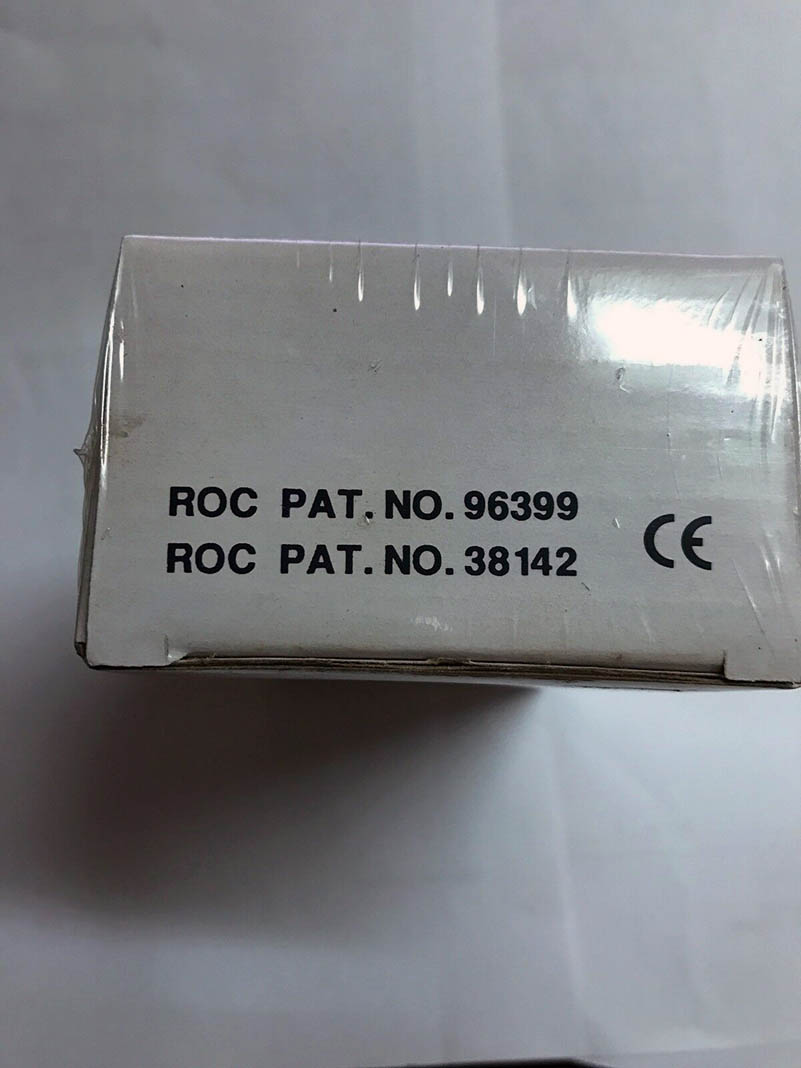 ROC PAT. NO. 96399
ROC PAT. NO. 38142
CE